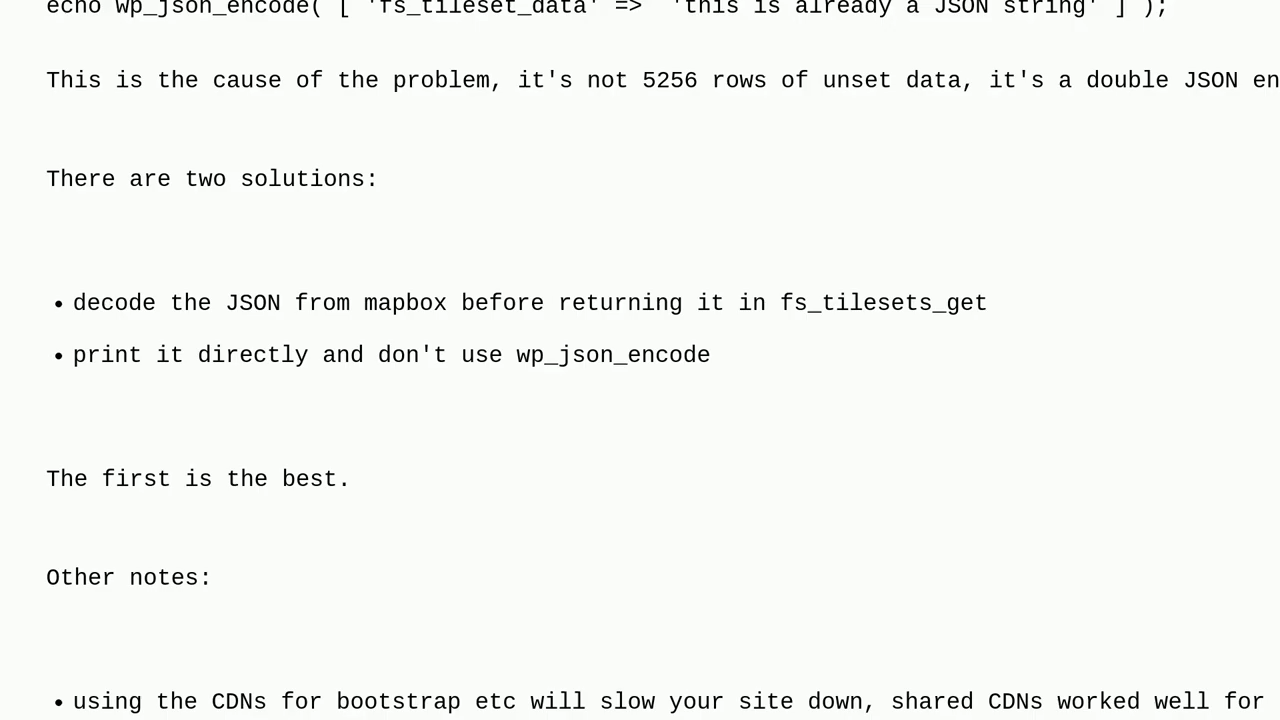 echo wp_json_encode( [ 'fs_tileset_data' => 'this is already a JSON string' ] );
This is the cause of the problem, it's not 5256 rows of unset data, it's a double JSON en
There are two solutions:
• decode the JSON from mapbox before returning it in fs_tilesets_get
• print it directly and don't use wp_json_encode
The first is the best.
Other notes:
• using the CDNs for bootstrap etc will slow your site down, shared CDNs worked well for